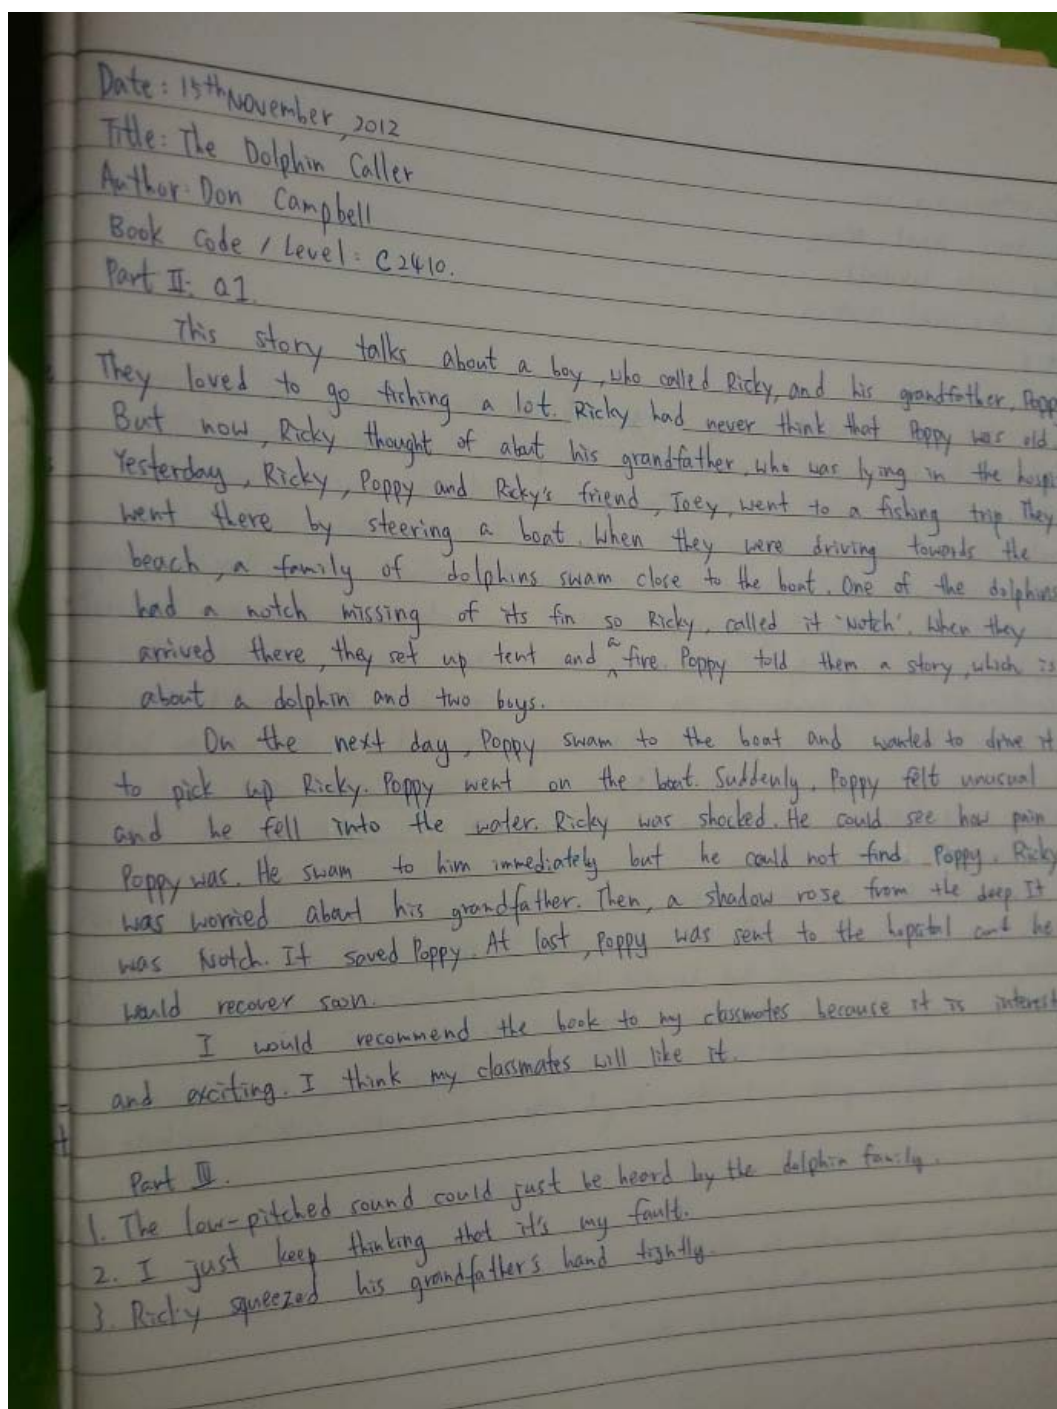 Date: 15th November, 2012
Title: The Dolphin Caller
Author: Don Campbell
Book Code / Level: C2410.
Part II: Q1.
This story talks about a boy, who called Ricky, and his grandfather, Popp
They loved to go fishing a lot. Ricky had never think that Poppy was old.
But now, Ricky thought of about his grandfather, who was lying in the hosp
Yesterday, Ricky, Poppy and Ricky's friend, Joey, went to a fishing trip. They
went there by steering a boat. When they were driving towards the
beach, a family of dolphins swam close to the boat. One of the dolphins
had a notch missing of its fin so Ricky, called it 'Notch'. When they
arrived there, they set up tent and a fire. Poppy told them a story, which is
about a dolphin and two boys.
On the next day, Poppy swam to the boat and wanted to drive it
to pick up Ricky. Poppy went on the boat. Suddenly, Poppy felt unusual
and he fell into the water. Ricky was shocked. He could see how pain
Poppy was. He swam to him immediately but he could not find Poppy. Ricky
was worried about his grandfather. Then, a shadow rose from the deep. It
was Notch. It saved Poppy. At last, Poppy was sent to the hopstal and he
would recover soon.
I would recommend the book to my classmates because it is interest
and exciting. I think my classmates will like it.
Part III.
1. The low-pitched sound could just be heard by the dolphin family.
2. I just keep thinking that it's my fault.
3. Ricky squeezed his grandfather's hand tightly.